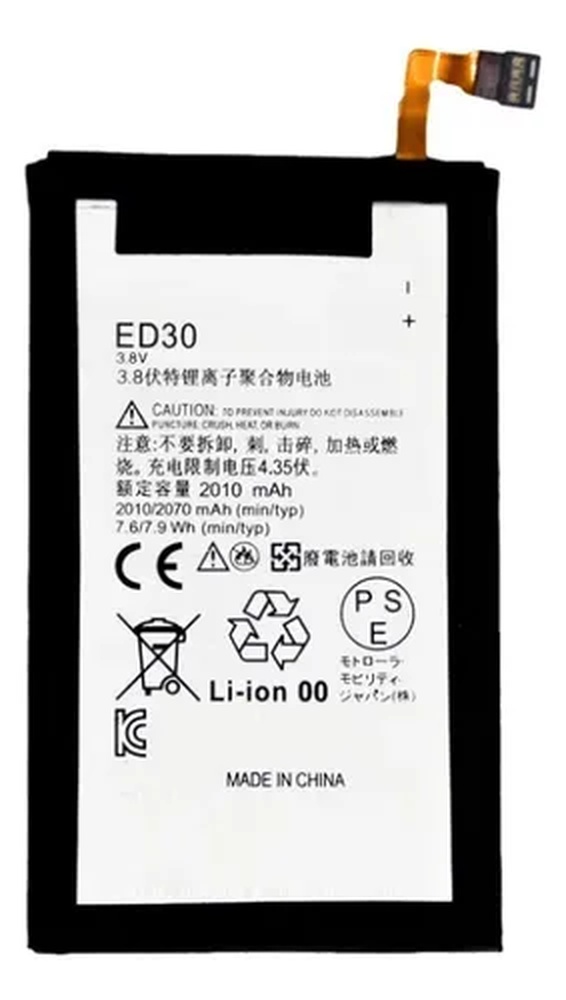 ED30
3.8V
3.8伏特锂离子聚合物电池
CAUTION: TO PREVENT INJURY DO NOT DISASSEMBLE
PUNCTURE, CRUSH, HEAT, OR BURN
注意:不要拆卸, 刺, 击碎, 加热或燃
烧。充电限制电压4.35伏。
额定容量 2010 mAh
2010/2070 mAh (min/typ)
7.6/7.9 Wh (min/typ)
CE
廢電池請回收
PS
E
モトローラ·
モビリティ·
ジャパン(株)
Li-ion 00
MADE IN CHINA